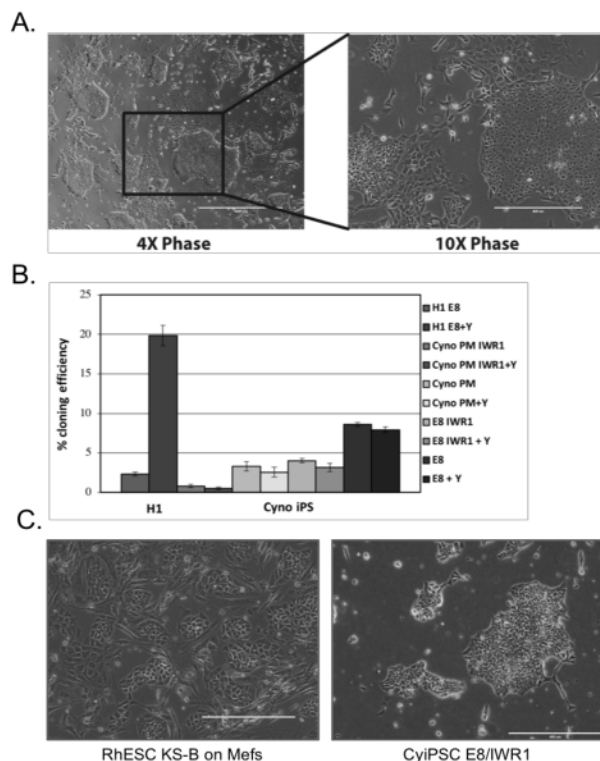 A.
4X Phase
10X Phase
B.
% cloning efficiency
25
20
15
10
5
0
H1
Cyno iPS
H1 E8
H1 E8+Y
Cyno PM IWR1
Cyno PM IWR1+Y
Cyno PM
Cyno PM+Y
E8 IWR1
E8 IWR1 + Y
E8
E8 + Y
C.
RhESC KS-B on Mefs
CyiPSC E8/IWR1